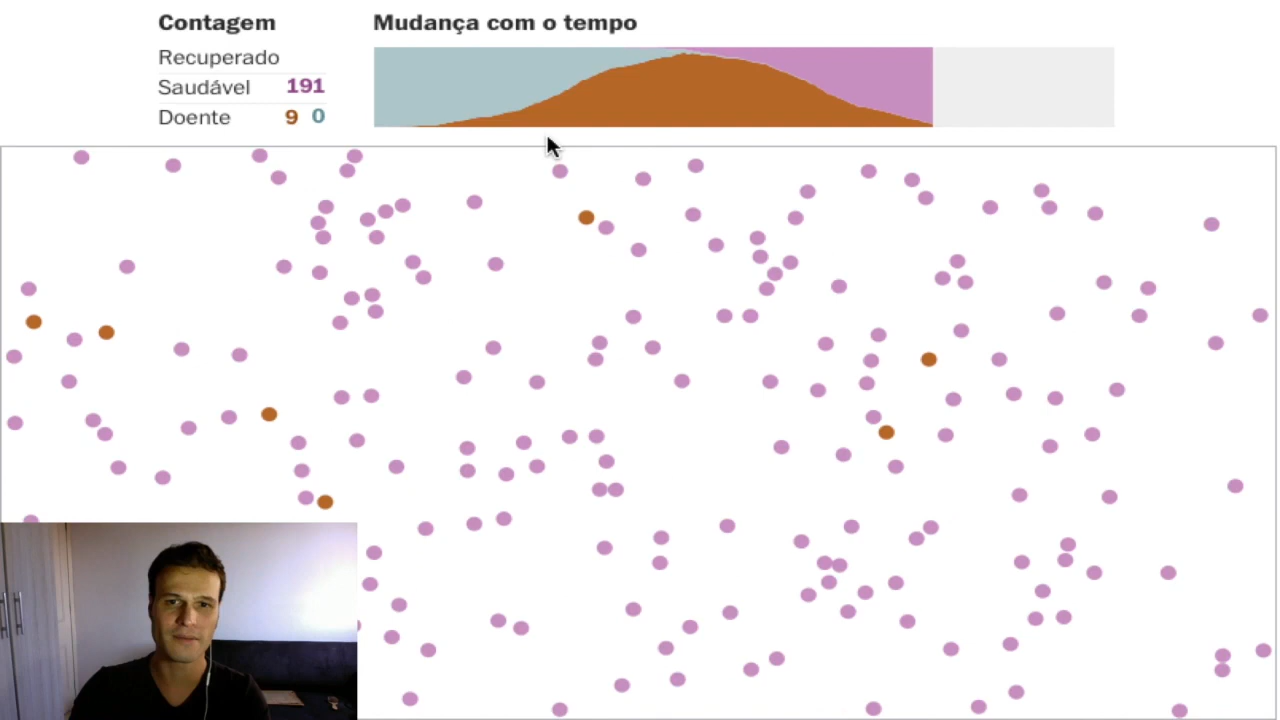 Contagem
Mudança com o tempo
Recuperado
Saudável 191
Doente 9 0